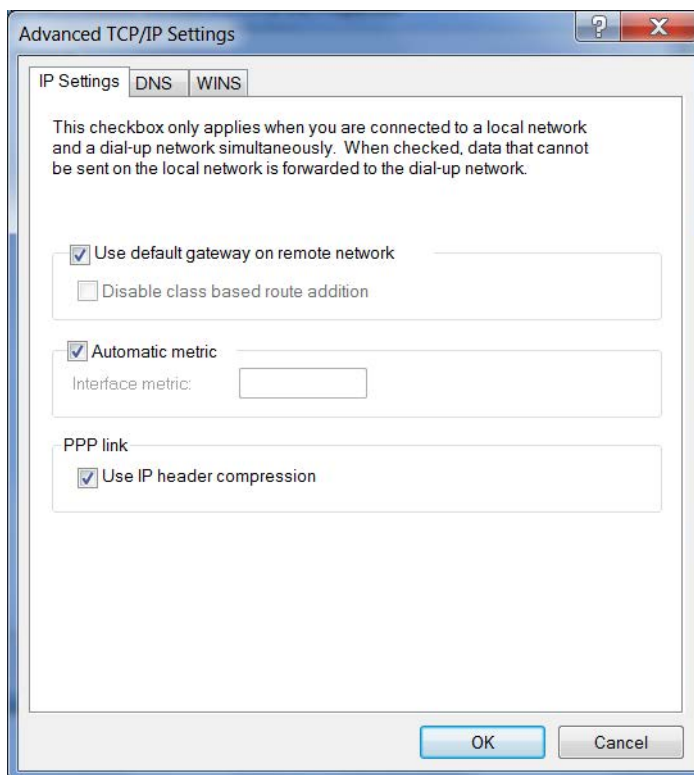 Advanced TCP/IP Settings
IP Settings DNS WINS
This checkbox only applies when you are connected to a local network
and a dial-up network simultaneously. When checked, data that cannot
be sent on the local network is forwarded to the dial-up network.
Use default gateway on remote network
Disable class based route addition
Automatic metric
Interface metric:
PPP link
Use IP header compression
OK Cancel